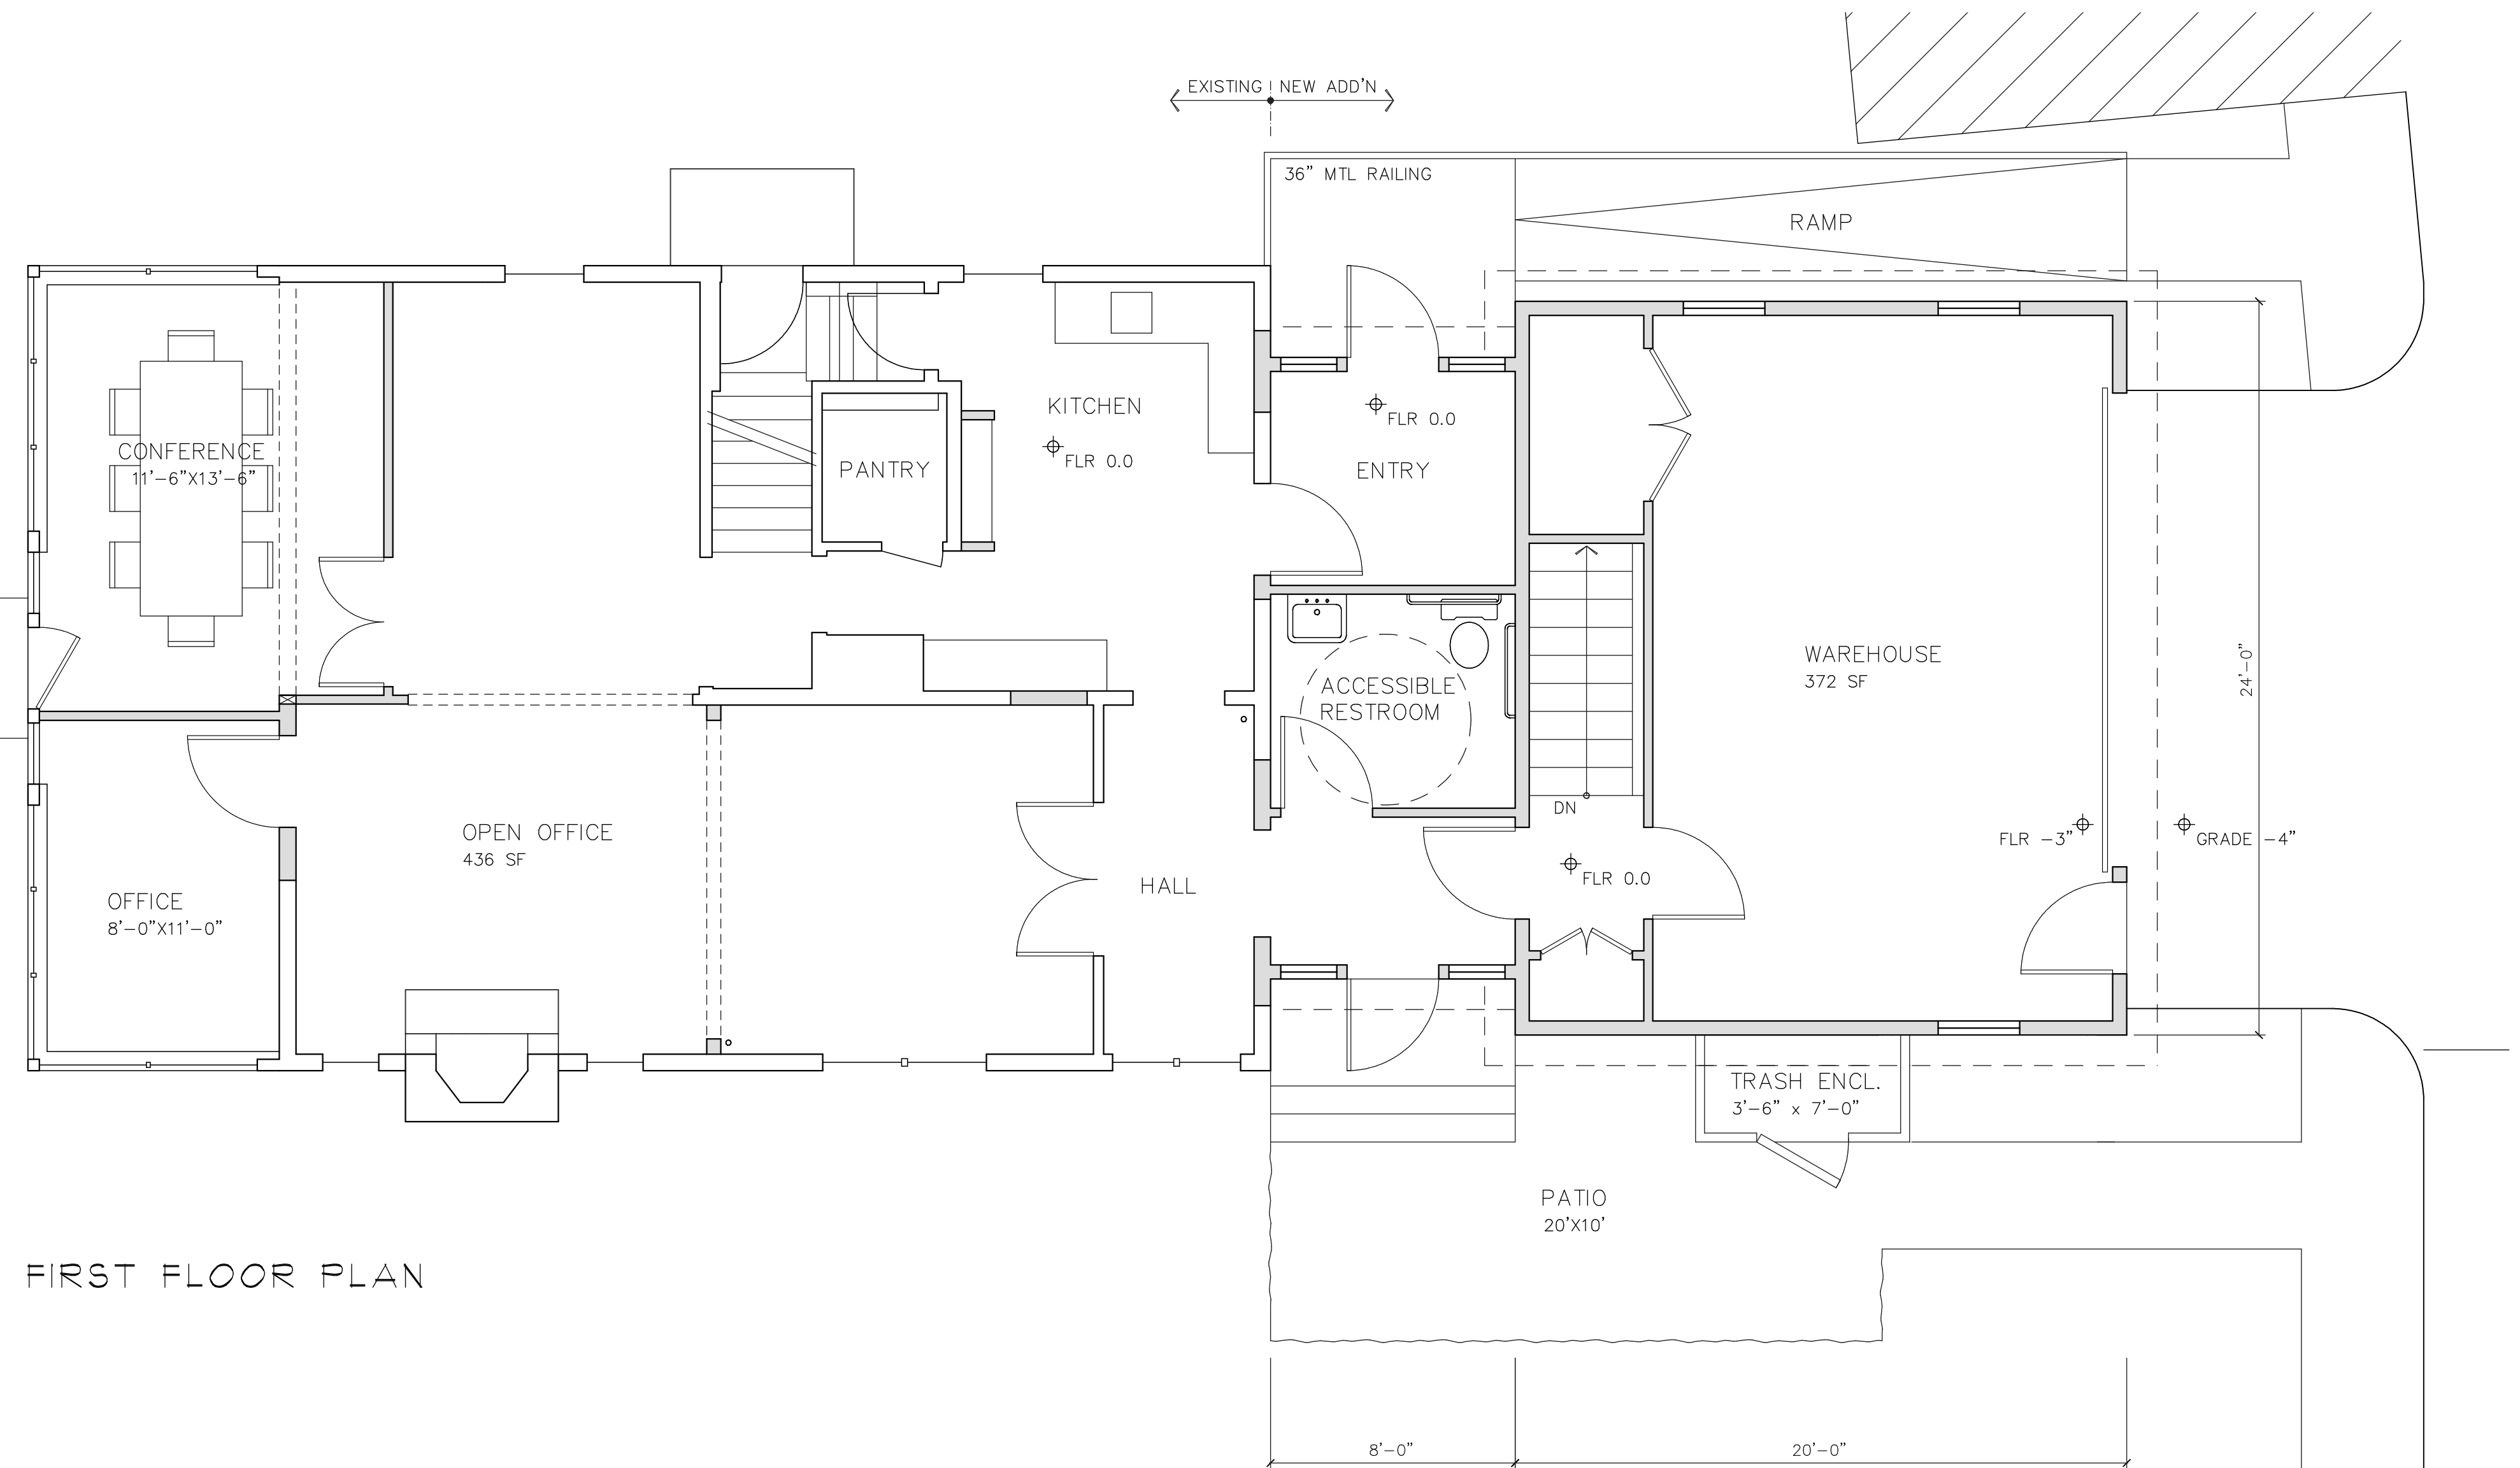 EXISTING NEW ADD'N
36" MTL RAILING
RAMP
KITCHEN
FLR 0.0
FLR 0.0
CONFERENCE
11'-6"X13'-6"
PANTRY
ENTRY
WAREHOUSE
372 SF
24'-0"
ACCESSIBLE
RESTROOM
DN
OPEN OFFICE
436 SF
FLR -3"
GRADE -4"
FLR 0.0
HALL
OFFICE
8'-0"X11'-0"
TRASH ENCL.
3'-6" x 7'-0"
PATIO
20'X10'
FIRST FLOOR PLAN
8'-0"
20'-0"